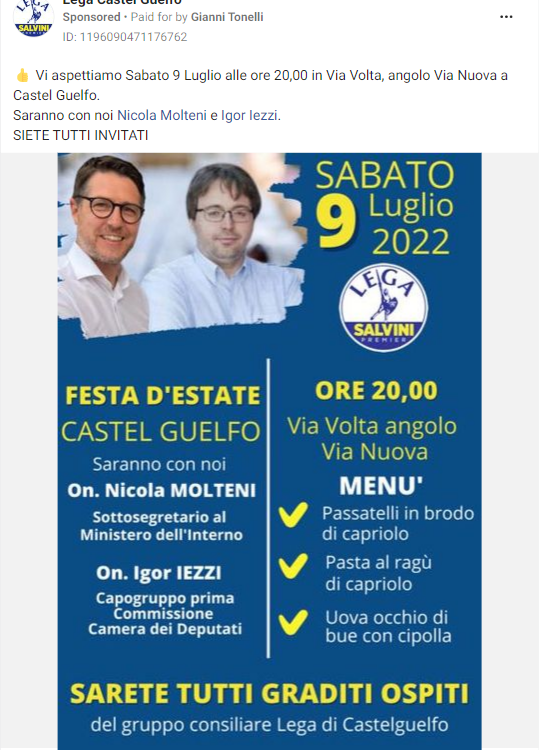 Lega Castel Guelfo
Sponsored • Paid for by Gianni Tonelli
ID: 1196090471176762
👍 Vi aspettiamo Sabato 9 Luglio alle ore 20,00 in Via Volta, angolo Via Nuova a
Castel Guelfo.
Saranno con noi Nicola Molteni e Igor Iezzi.
SIETE TUTTI INVITATI
SABATO
9 Luglio
2022
LEGA
SALVINI
PREMIER
FESTA D'ESTATE
CASTEL GUELFO
Saranno con noi
On. Nicola MOLTENI
Sottosegretario al
Ministero dell'Interno
On. Igor IEZZI
Capogruppo prima
Commissione
Camera dei Deputati
ORE 20,00
Via Volta angolo
Via Nuova
MENU'
Passatelli in brodo
di capriolo
Pasta al ragù
di capriolo
Uova occhio di
bue con cipolla
SARETE TUTTI GRADITI OSPITI
del gruppo consiliare Lega di Castelguelfo